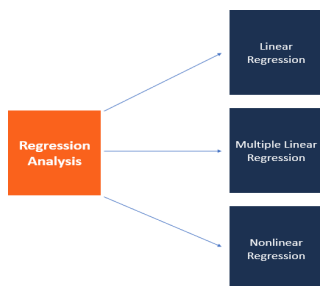 Linear
Regression
Regression
Analysis
Multiple Linear
Regression
Nonlinear
Regression